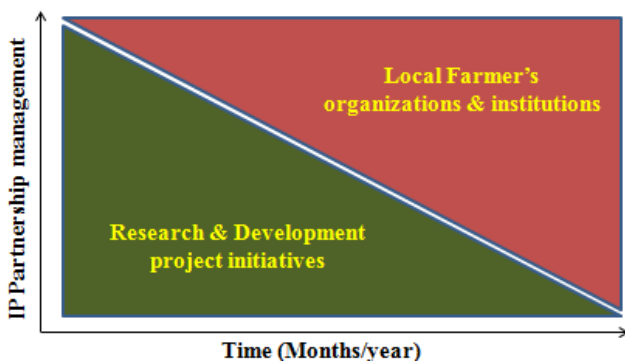 IP Partnership management
Local Farmer's
organizations & institutions
Research & Development
project initiatives
Time (Months/year)